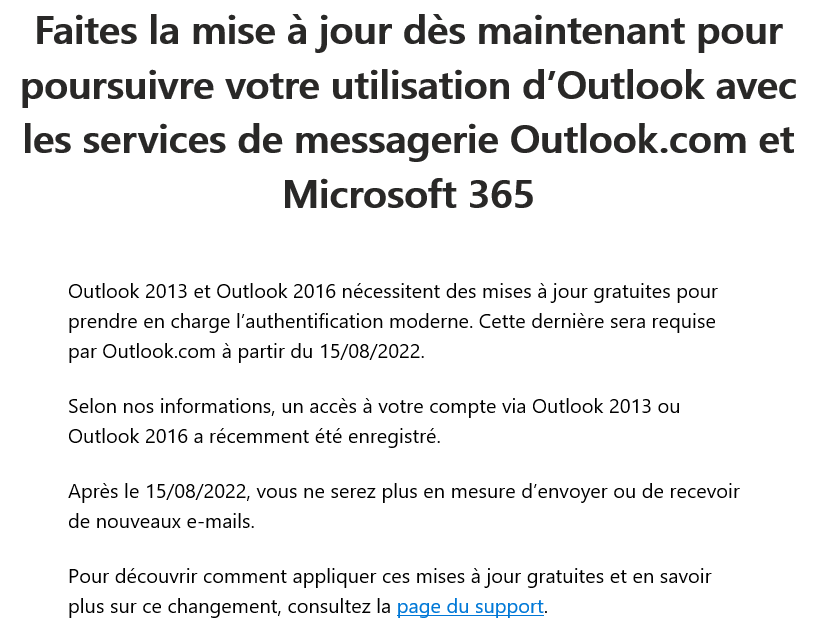 Faites la mise à jour dès maintenant pour
poursuivre votre utilisation d’Outlook avec
les services de messagerie Outlook.com et
Microsoft 365
Outlook 2013 et Outlook 2016 nécessitent des mises à jour gratuites pour
prendre en charge l’authentification moderne. Cette dernière sera requise
par Outlook.com à partir du 15/08/2022.
Selon nos informations, un accès à votre compte via Outlook 2013 ou
Outlook 2016 a récemment été enregistré.
Après le 15/08/2022, vous ne serez plus en mesure d’envoyer ou de recevoir
de nouveaux e-mails.
Pour découvrir comment appliquer ces mises à jour gratuites et en savoir
plus sur ce changement, consultez la page du support.